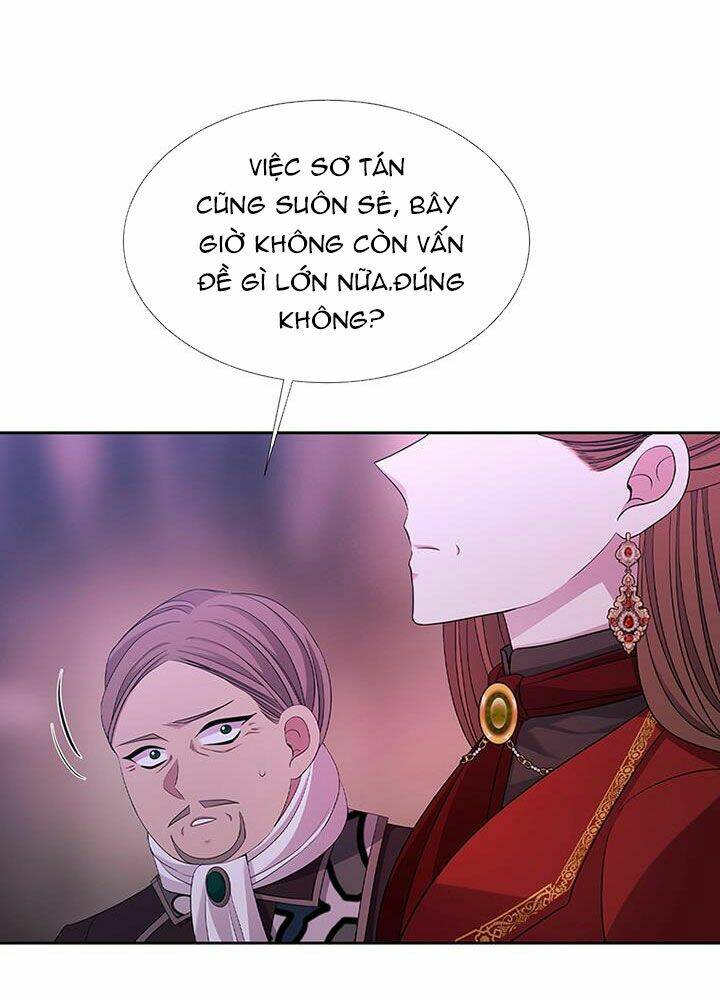 VIỆC SƠ TÁN
CŨNG SUÔN SẺ, BÂY
GIỜ KHÔNG CÒN VẤN
ĐỀ GÌ LỚN NỮA.ĐÚNG
KHÔNG?